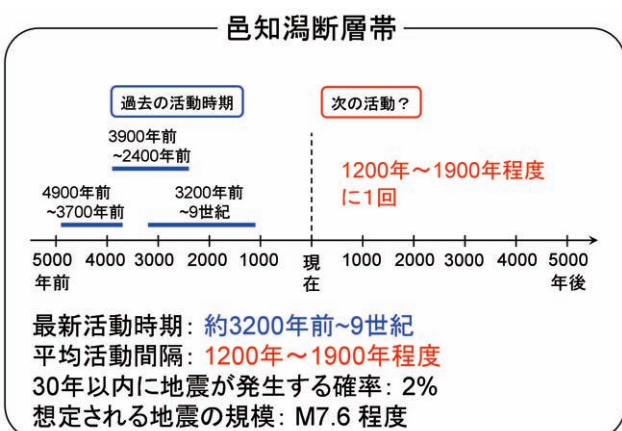 邑知潟断層帯
過去の活動時期
次の活動？
3900年前
~2400年前
1200年～1900年程度
に1回
4900年前
~3700年前
3200年前
~9世紀
5000 4000 3000 2000 1000 現在 1000 2000 3000 4000 5000
年前 年後
最新活動時期: 約3200年前~9世紀
平均活動間隔: 1200年～1900年程度
30年以内に地震が発生する確率: 2%
想定される地震の規模: M7.6 程度